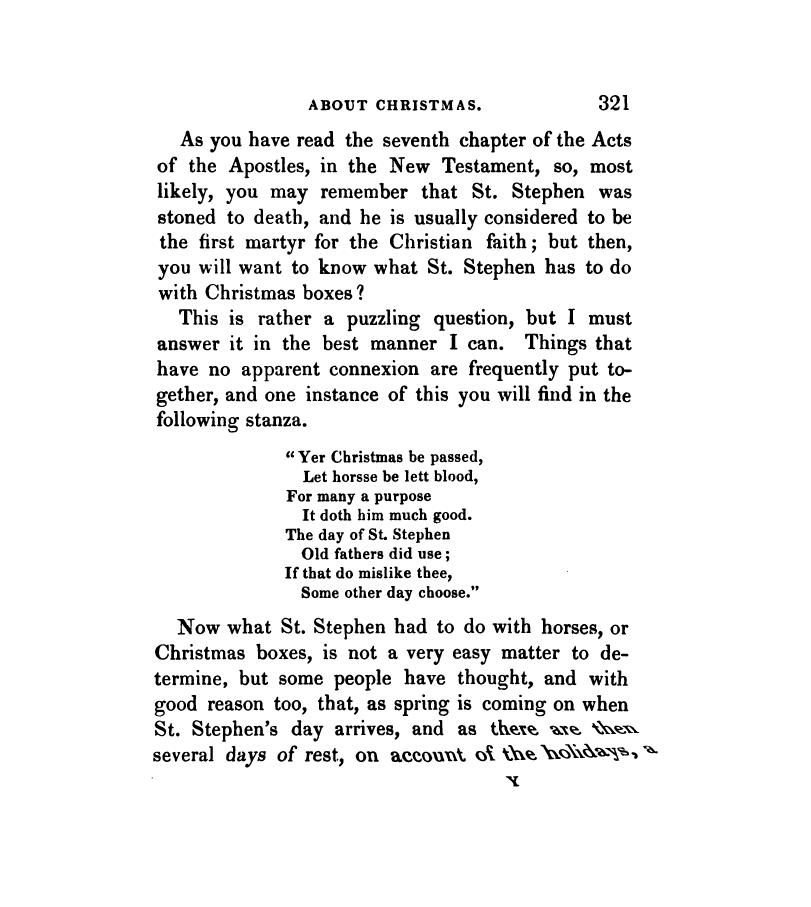 ABOUT CHRISTMAS. 321
As you have read the seventh chapter of the Acts
of the Apostles, in the New Testament, so, most
likely, you may remember that St. Stephen was
stoned to death, and he is usually considered to be
the first martyr for the Christian faith; but then,
you will want to know what St. Stephen has to do
with Christmas boxes?
This is rather a puzzling question, but I must
answer it in the best manner I can. Things that
have no apparent connexion are frequently put to-
gether, and one instance of this you will find in the
following stanza.
“Yer Christmas be passed,
Let horsse be lett blood,
For many a purpose
It doth him much good.
The day of St. Stephen
Old fathers did use;
If that do mislike thee,
Some other day choose.”
Now what St. Stephen had to do with horses, or
Christmas boxes, is not a very easy matter to de-
termine, but some people have thought, and with
good reason too, that, as spring is coming on when
St. Stephen's day arrives, and as there are then
several days of rest, on account of the holidays, a
Y